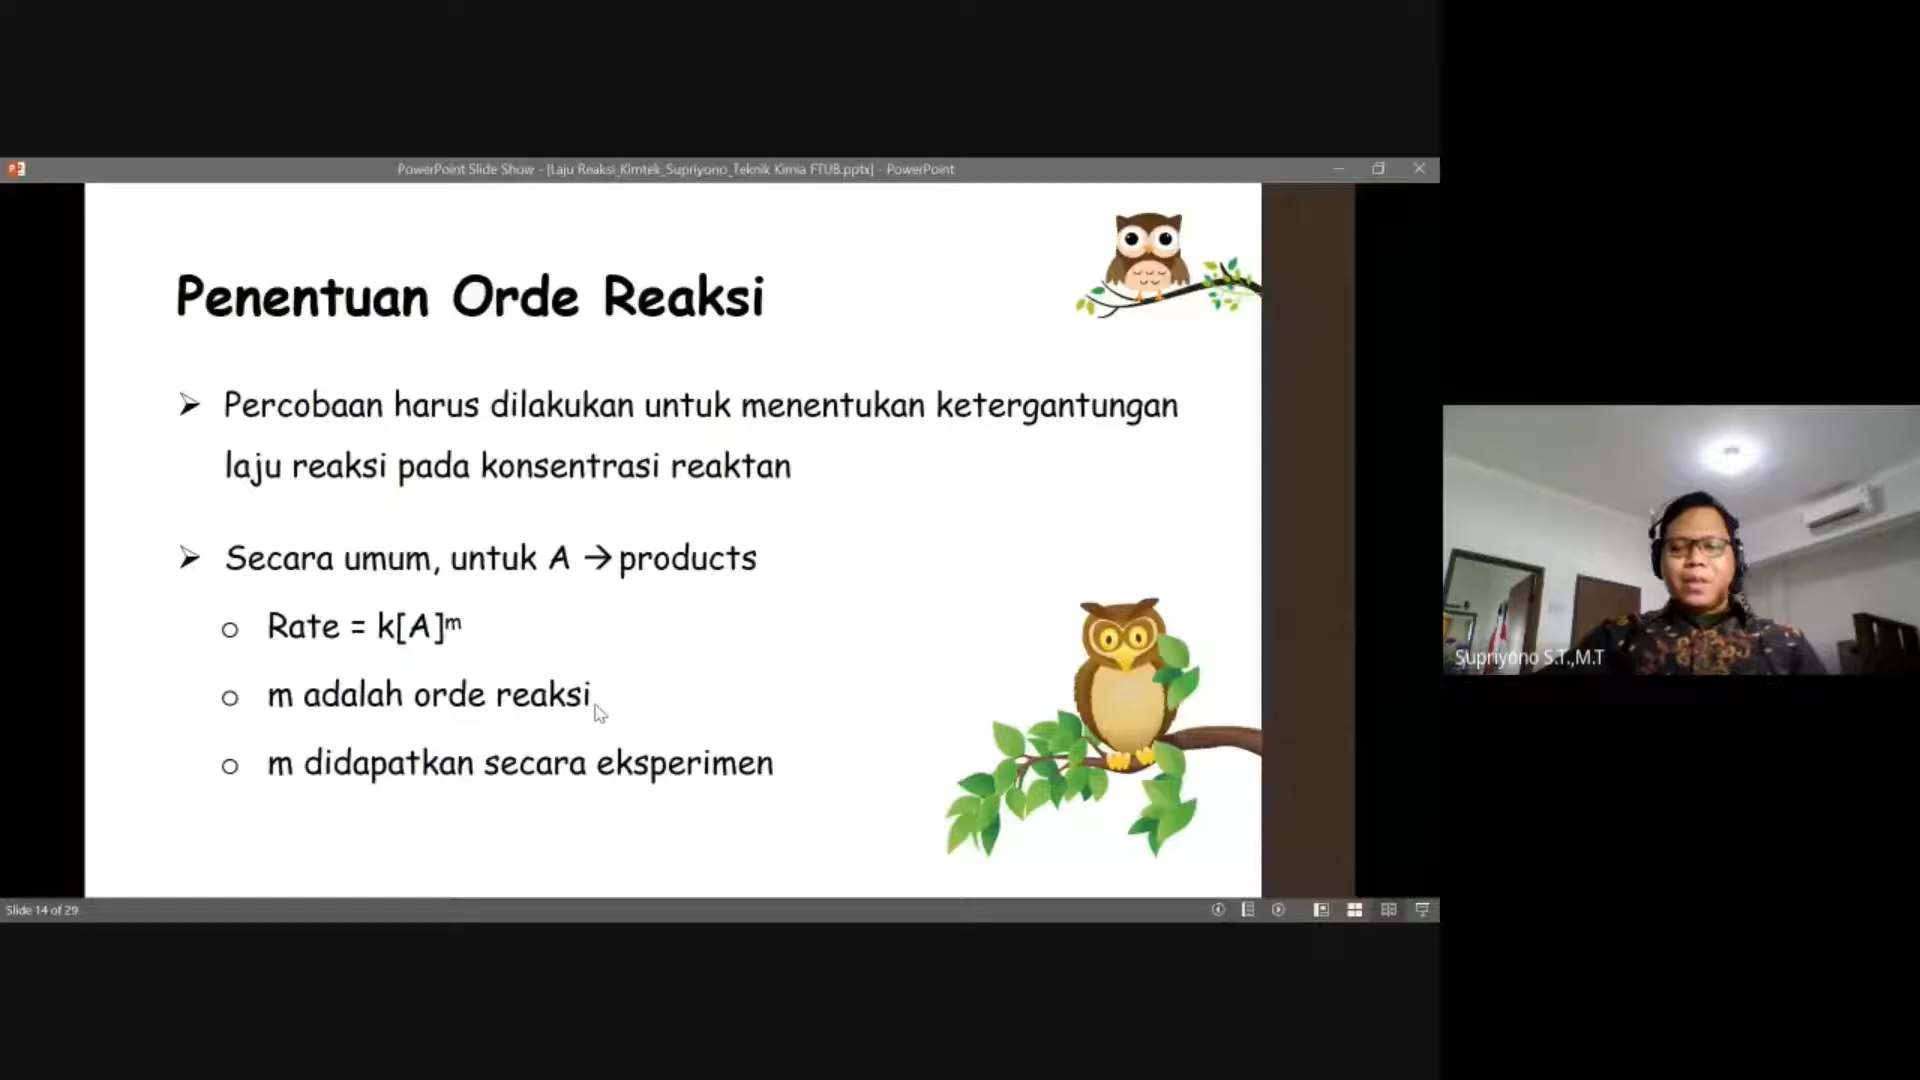 PowerPoint Slide Show - [Laju Reaksi_Kimtek_Supriyono_Teknik Kimia FTUB.pptx] - PowerPoint
Penentuan Orde Reaksi
Percobaan harus dilakukan untuk menentukan ketergantungan
laju reaksi pada konsentrasi reaktan
Secara umum, untuk A → products
Rate = k[A]ᵐ
m adalah orde reaksi
m didapatkan secara eksperimen
Supriyono S.T.,M.T
Slide 14 of 29